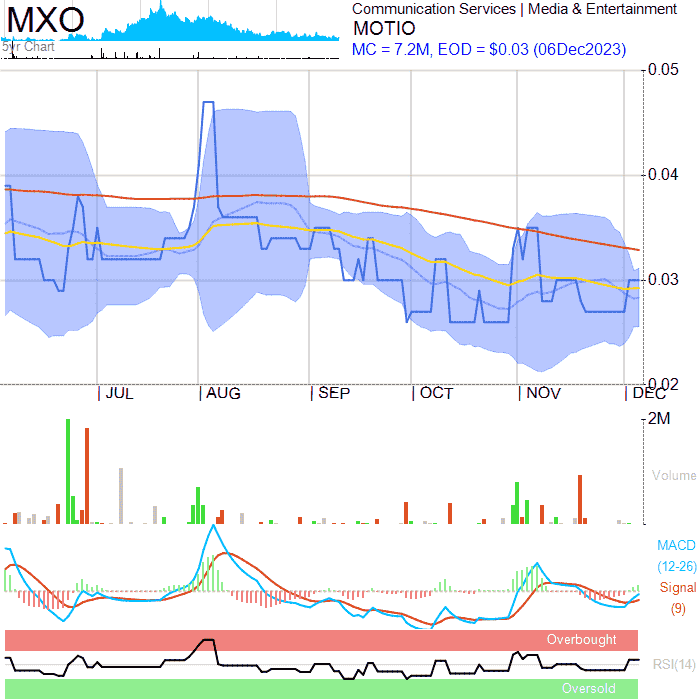 MXO
5yr Chart
Communication Services | Media & Entertainment
MOTIO
MC = 7.2M, EOD = $0.03 (06Dec2023)
0.05
0.04
0.03
0.02
JUL AUG SEP OCT NOV DEC
2M
Volume
MACD
(12-26)
Signal
(9)
Overbought
RSI(14)
Oversold